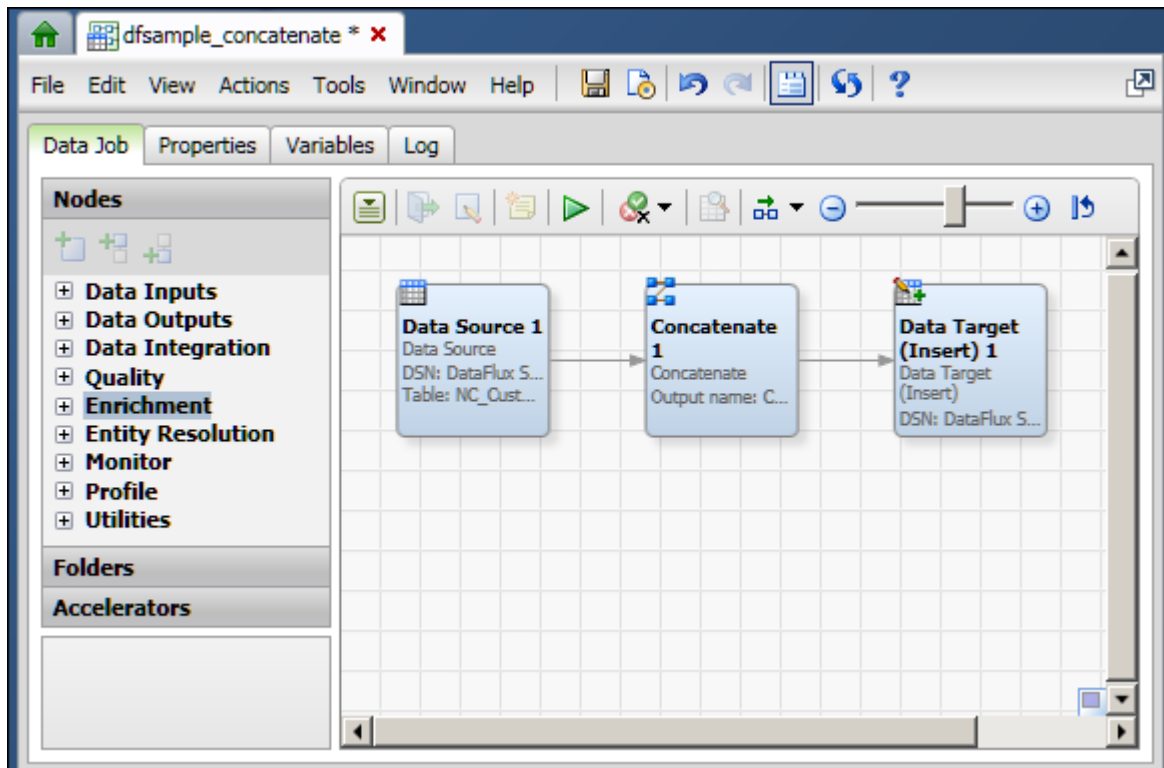 dfsample_concatenate *
File Edit View Actions Tools Window Help
Data Job Properties Variables Log
Nodes
Data Inputs
Data Outputs
Data Integration
Quality
Enrichment
Entity Resolution
Monitor
Profile
Utilities
Folders
Accelerators
Data Source 1
Data Source
DSN: DataFlux S...
Table: NC_Cust...
Concatenate
1
Concatenate
Output name: C...
Data Target
(Insert) 1
Data Target
(Insert)
DSN: DataFlux S...